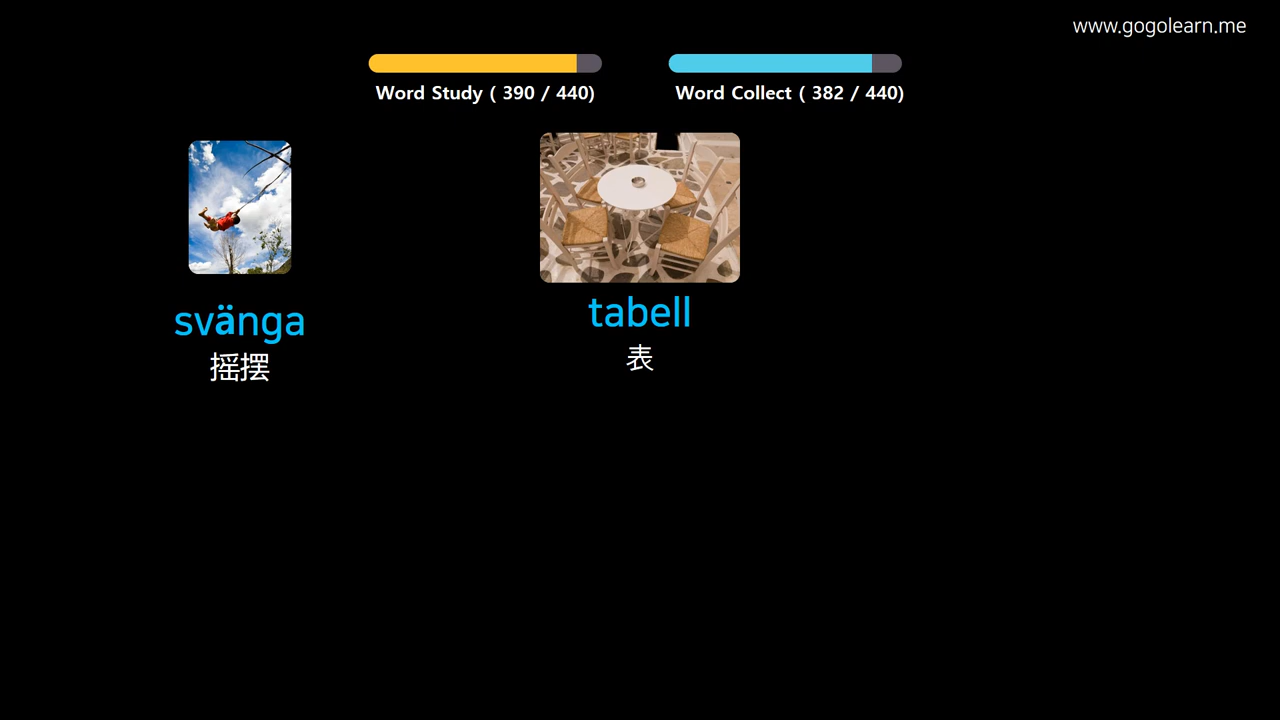 www.gogolearn.me
Word Study ( 390 / 440)
Word Collect ( 382 / 440)
svänga
摇摆
tabell
表